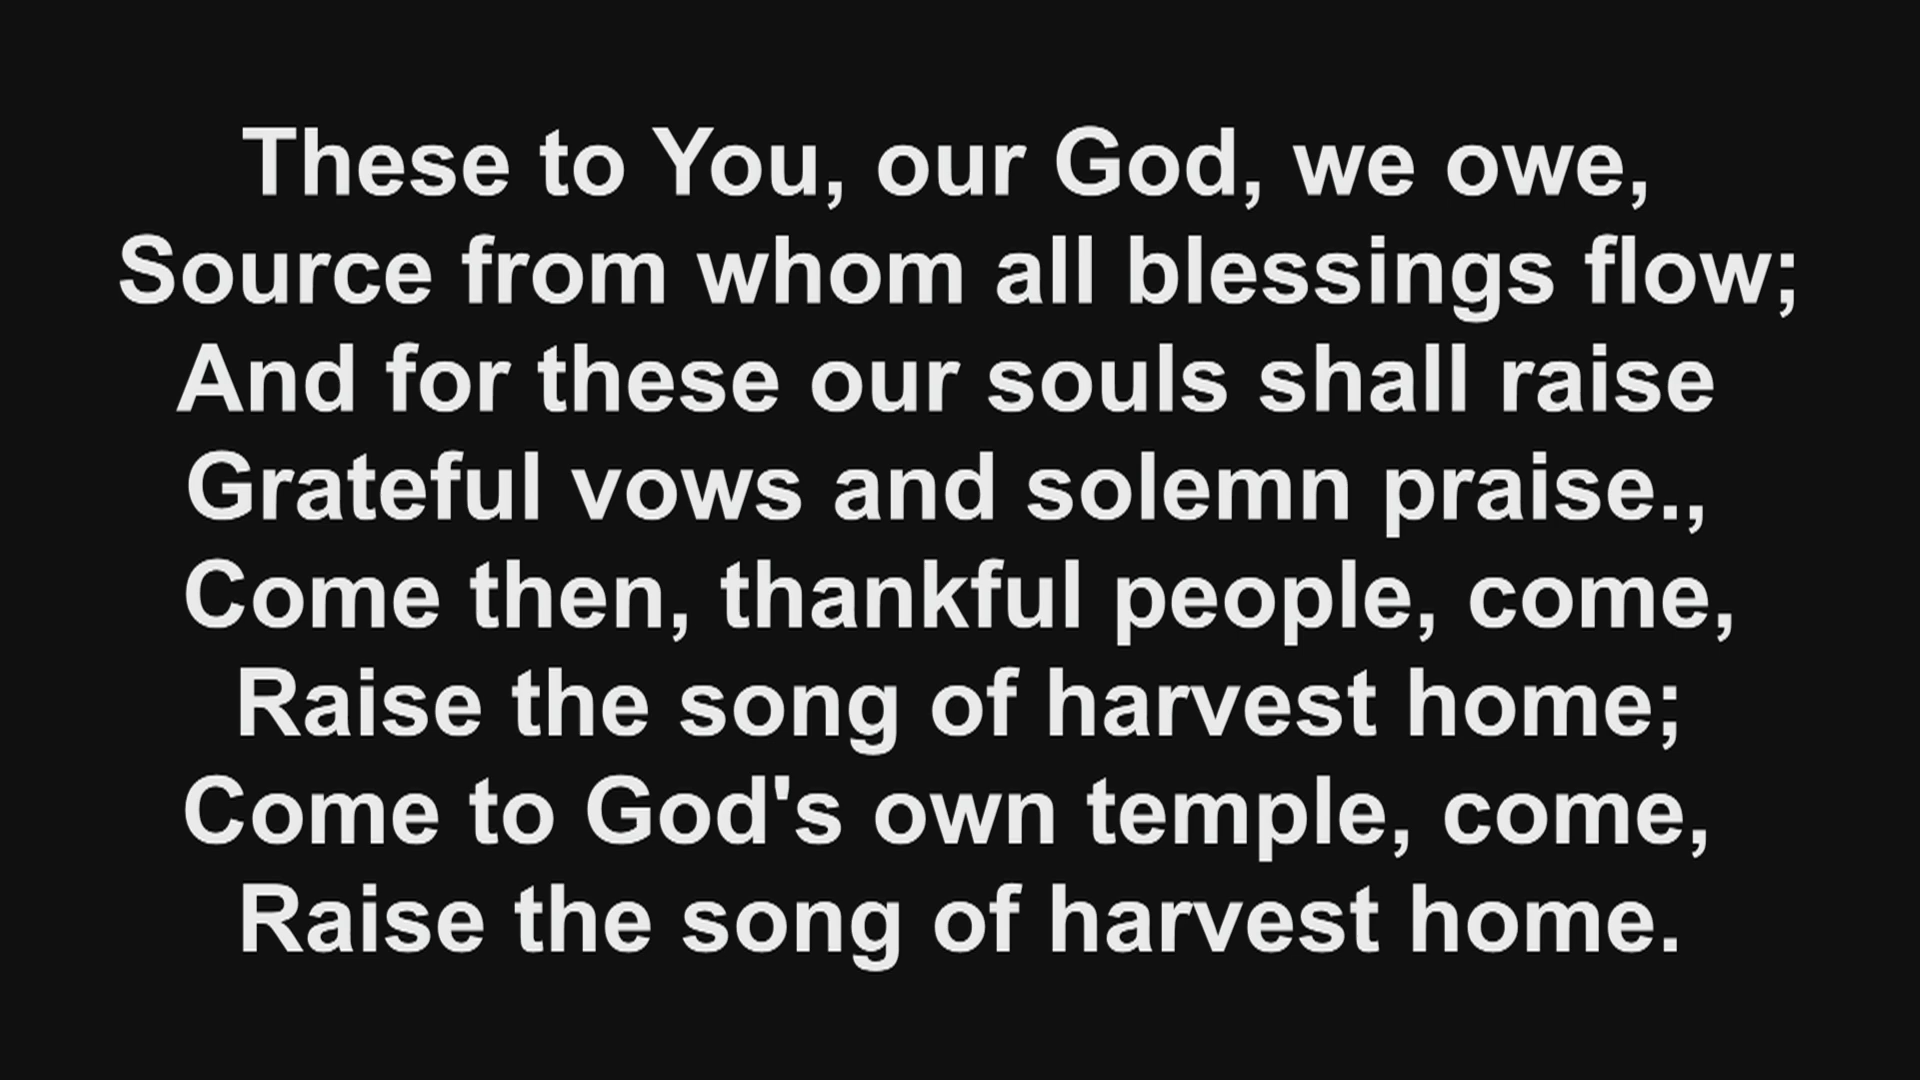 These to You, our God, we owe,
Source from whom all blessings flow;
And for these our souls shall raise
Grateful vows and solemn praise.,
Come then, thankful people, come,
Raise the song of harvest home;
Come to God's own temple, come,
Raise the song of harvest home.